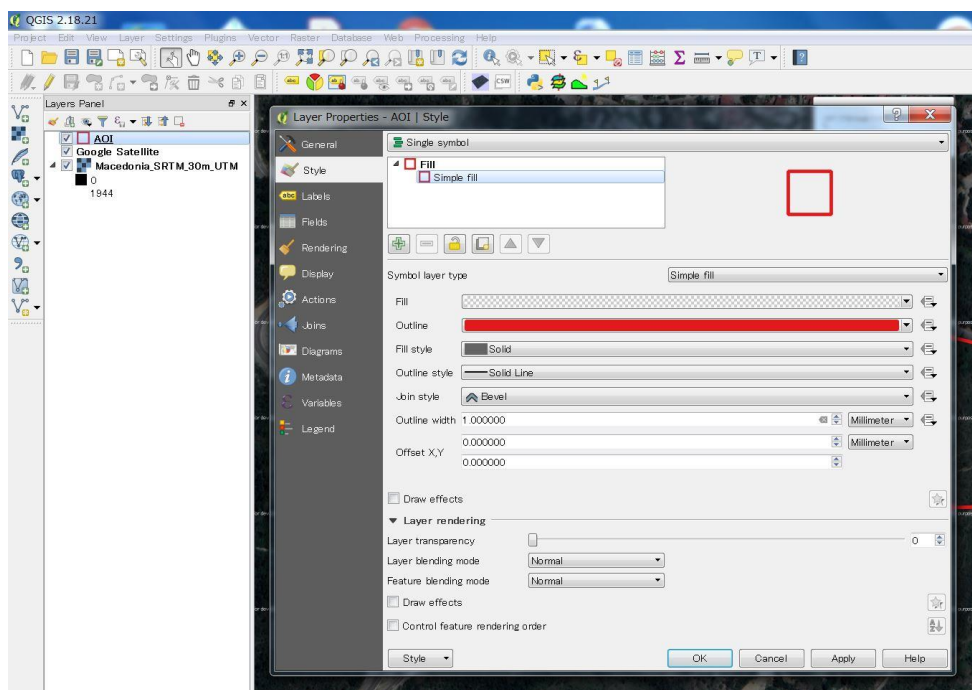 QGIS 2.18.21
Project Edit View Layer Settings Plugins Vector Raster Database Web Processing Help
Layers Panel
AOI
Google Satellite
Macedonia_SRTM_30m_UTM
0
1944
Layer Properties - AOI | Style
General
Style
Labels
Fields
Rendering
Display
Actions
Joins
Diagrams
Metadata
Variables
Legend
Single symbol
Fill
Simple fill
Symbol layer type Simple fill
Fill
Outline
Fill style Solid
Outline style Solid Line
Join style Bevel
Outline width 1.000000 Millimeter
Offset X,Y 0.000000 Millimeter
0.000000
Draw effects
Layer rendering
Layer transparency 0
Layer blending mode Normal
Feature blending mode Normal
Draw effects
Control feature rendering order
Style OK Cancel Apply Help